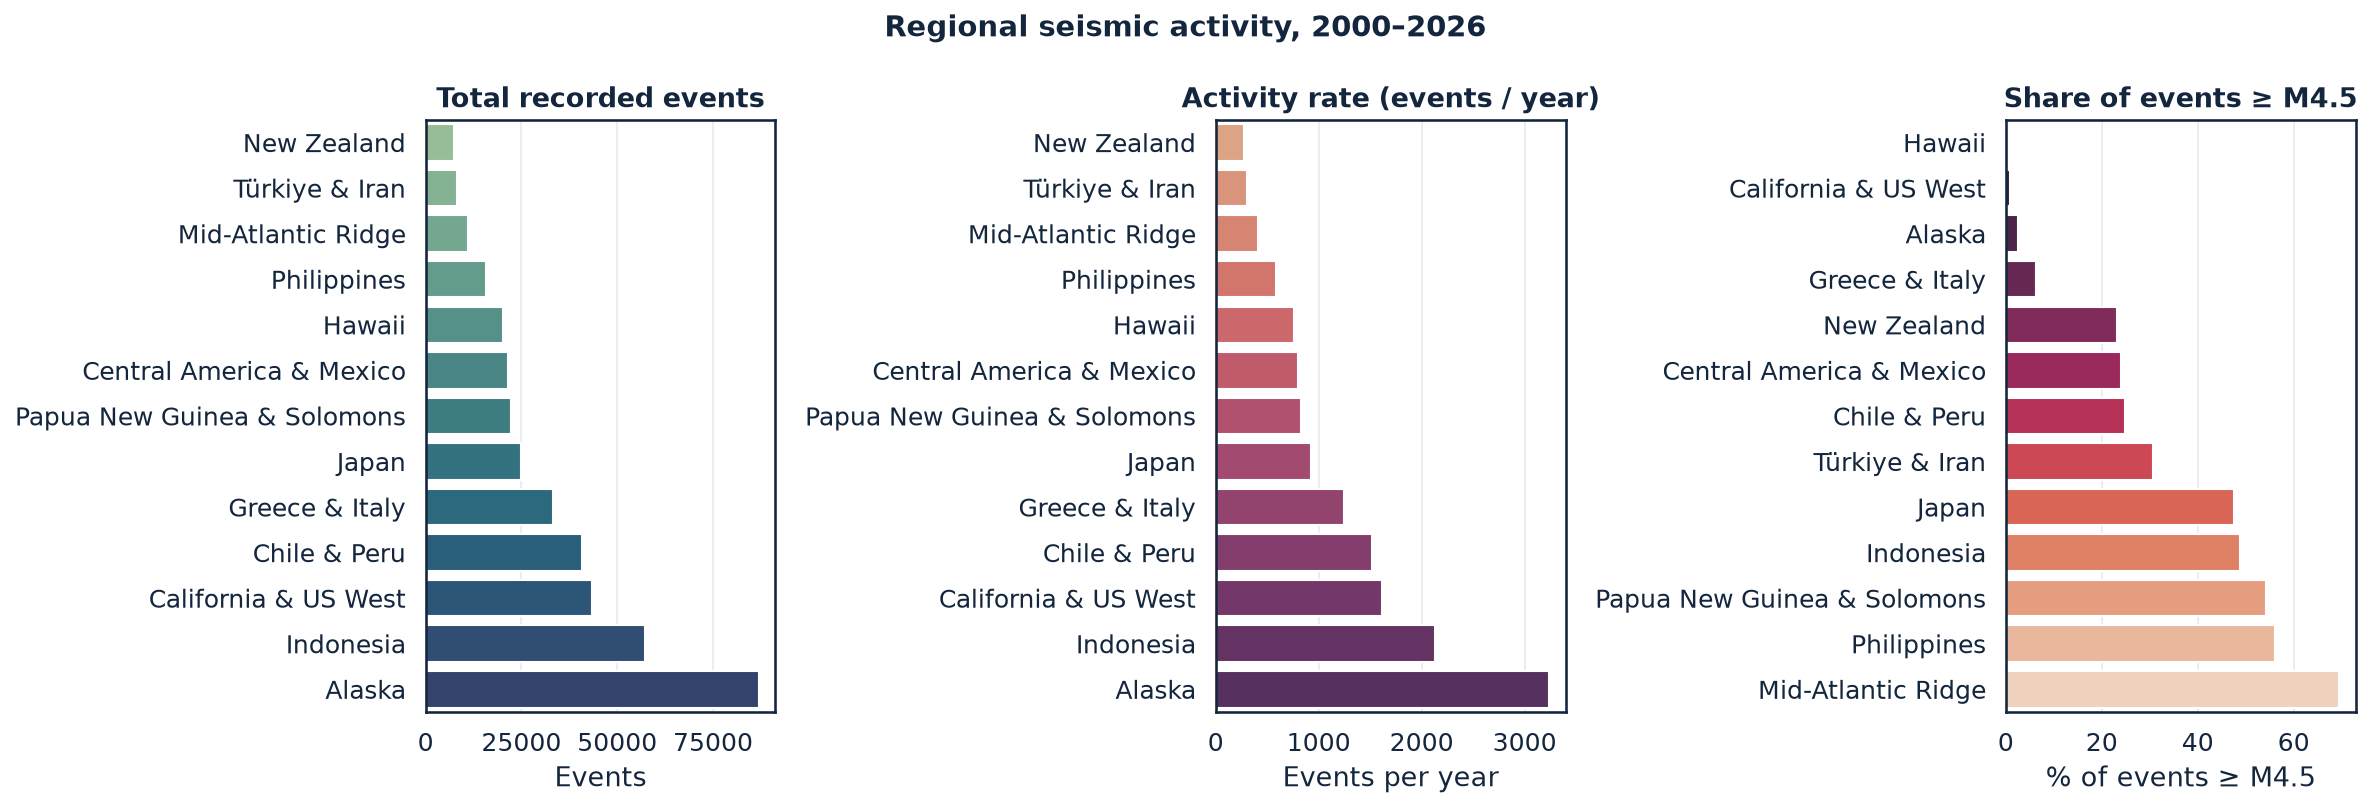 Regional seismic activity, 2000–2026
Total recorded events
New Zealand
Türkiye & Iran
Mid-Atlantic Ridge
Philippines
Hawaii
Central America & Mexico
Papua New Guinea & Solomons
Japan
Greece & Italy
Chile & Peru
California & US West
Indonesia
Alaska
0 25000 50000 75000
Events
Activity rate (events / year)
New Zealand
Türkiye & Iran
Mid-Atlantic Ridge
Philippines
Hawaii
Central America & Mexico
Papua New Guinea & Solomons
Japan
Greece & Italy
Chile & Peru
California & US West
Indonesia
Alaska
0 1000 2000 3000
Events per year
Share of events ≥ M4.5
Hawaii
California & US West
Alaska
Greece & Italy
New Zealand
Central America & Mexico
Chile & Peru
Türkiye & Iran
Japan
Indonesia
Papua New Guinea & Solomons
Philippines
Mid-Atlantic Ridge
0 20 40 60
% of events ≥ M4.5